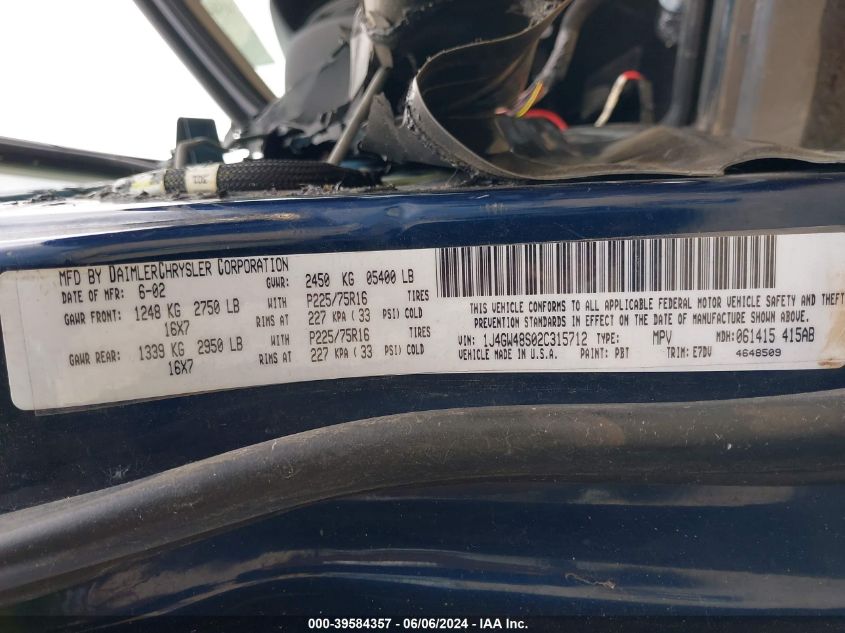 MFD BY DAIMLERCHRYSLER CORPORATION
DATE OF MFR: 6-02 GVWR: 2450 KG 05400 LB
GAWR FRONT: 1248 KG 2750 LB WITH P225/75R16 TIRES
16X7 RIMS AT 227 KPA ( 33 PSI) COLD
GAWR REAR: 1339 KG 2950 LB WITH P225/75R16 TIRES
16X7 RIMS AT 227 KPA ( 33 PSI) COLD
THIS VEHICLE CONFORMS TO ALL APPLICABLE FEDERAL MOTOR VEHICLE SAFETY AND THEFT
PREVENTION STANDARDS IN EFFECT ON THE DATE OF MANUFACTURE SHOWN ABOVE.
VIN: 1J4GW48S02C315712 TYPE: MPV MDH: 061415 415AB
VEHICLE MADE IN U.S.A. PAINT: PBT TRIM: E7DV 4648509
000-39584357 - 06/06/2024 - IAA Inc.